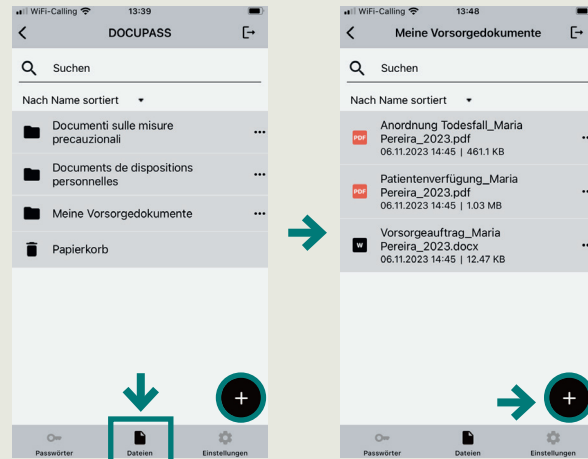 WiFi-Calling 13:39
DOCUPASS
Suchen
Nach Name sortiert
Documenti sulle misure
precauzionali
Documents de dispositions
personnelles
Meine Vorsorgedokumente
Papierkorb
Passwörter Dateien Einstellungen
WiFi-Calling 13:48
Meine Vorsorgedokumente
Suchen
Nach Name sortiert
PDF
Anordnung Todesfall_Maria
Pereira_2023.pdf
06.11.2023 14:45 | 461.1 KB
PDF
Patientenverfügung_Maria
Pereira_2023.pdf
06.11.2023 14:45 | 1.03 MB
W
Vorsorgeauftrag_Maria
Pereira_2023.docx
06.11.2023 14:45 | 12.47 KB
Passwörter Dateien Einstellungen